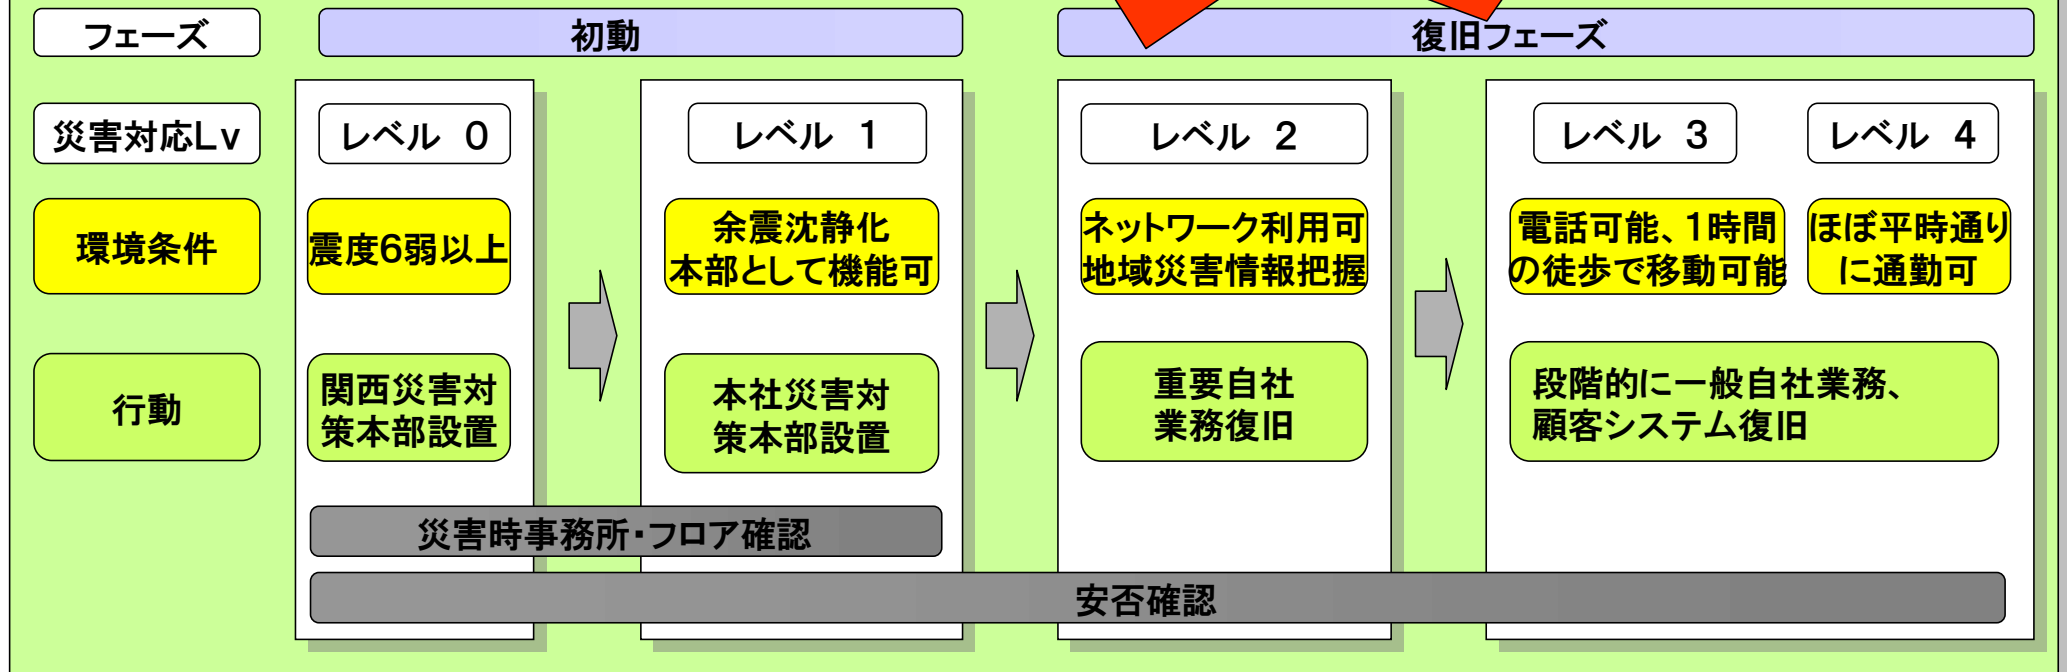 フェーズ
初動
復旧フェーズ
災害対応Lv
レベル 0
レベル 1
レベル 2
レベル 3
レベル 4
環境条件
震度6弱以上
余震沈静化
本部として機能可
ネットワーク利用可
地域災害情報把握
電話可能、1時間
の徒歩で移動可能
ほぼ平時通り
に通勤可
行動
関西災害対
策本部設置
本社災害対
策本部設置
重要自社
業務復旧
段階的に一般自社業務、
顧客システム復旧
災害時事務所・フロア確認
安否確認